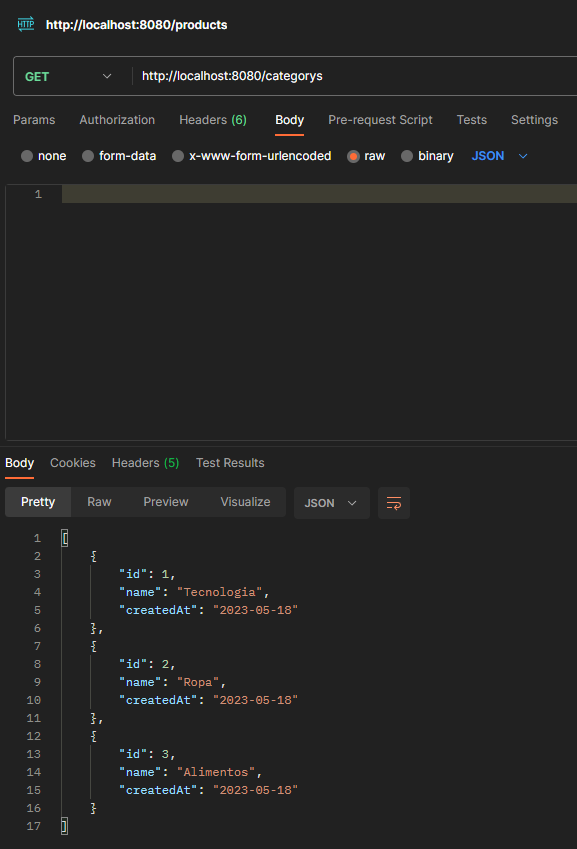 HTTP http://localhost:8080/products
GET http://localhost:8080/categorys
Params Authorization Headers (6) Body Pre-request Script Tests Settings
none form-data x-www-form-urlencoded raw binary JSON
1
Body Cookies Headers (5) Test Results
Pretty Raw Preview Visualize JSON
1 [
2 {
3 "id": 1,
4 "name": "Tecnologia",
5 "createdAt": "2023-05-18"
6 },
7 {
8 "id": 2,
9 "name": "Ropa",
10 "createdAt": "2023-05-18"
11 },
12 {
13 "id": 3,
14 "name": "Alimentos",
15 "createdAt": "2023-05-18"
16 }
17 ]